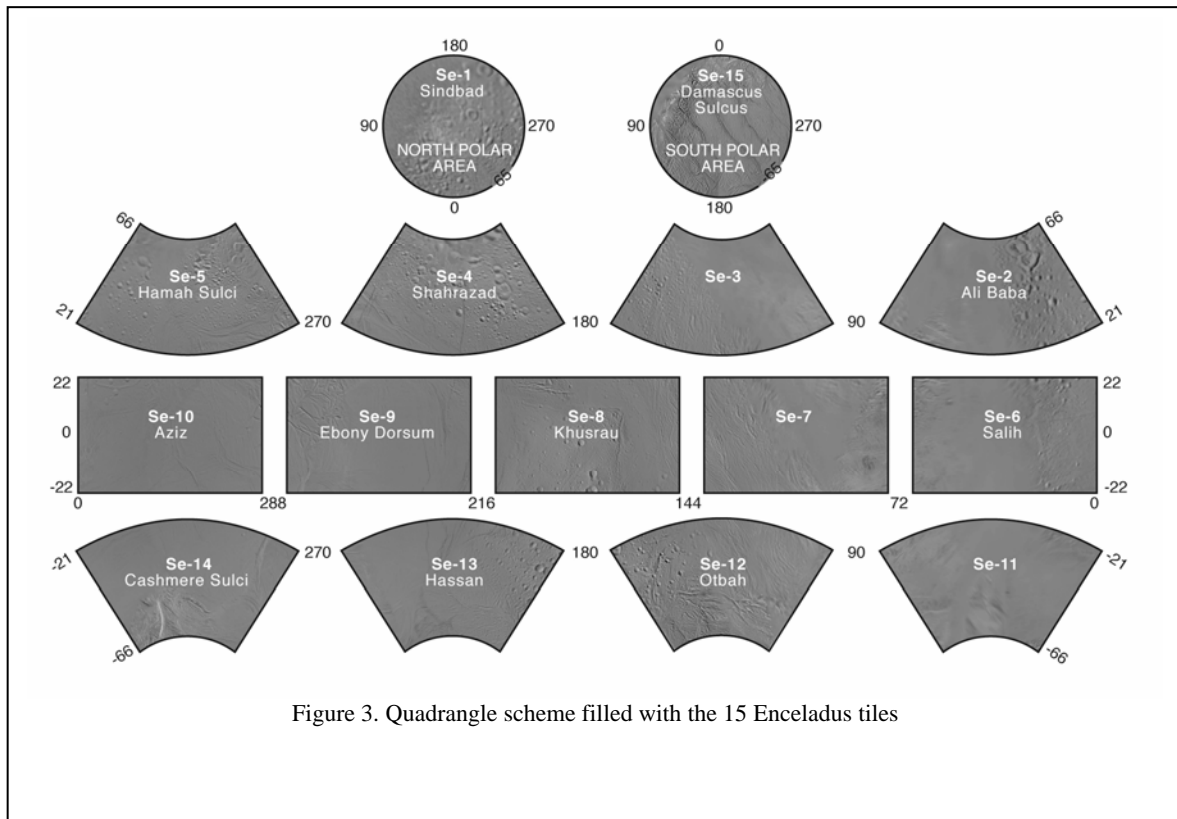 180
0
Se-1
Sindbad
Se-15
Damascus
Sulcus
90
270
90
270
NORTH POLAR
AREA
SOUTH POLAR
AREA
65
-65
0
180
66
66
Se-5
Hamah Sulci
Se-4
Shahrazad
Se-3
Se-2
Ali Baba
21
270
180
90
21
22
22
Se-10
Aziz
Se-9
Ebony Dorsum
Se-8
Khusrau
Se-7
Se-6
Salih
0
0
-22
-22
0
288
216
144
72
0
-21
270
180
90
-21
Se-14
Cashmere Sulci
Se-13
Hassan
Se-12
Otbah
Se-11
-66
-66
Figure 3. Quadrangle scheme filled with the 15 Enceladus tiles